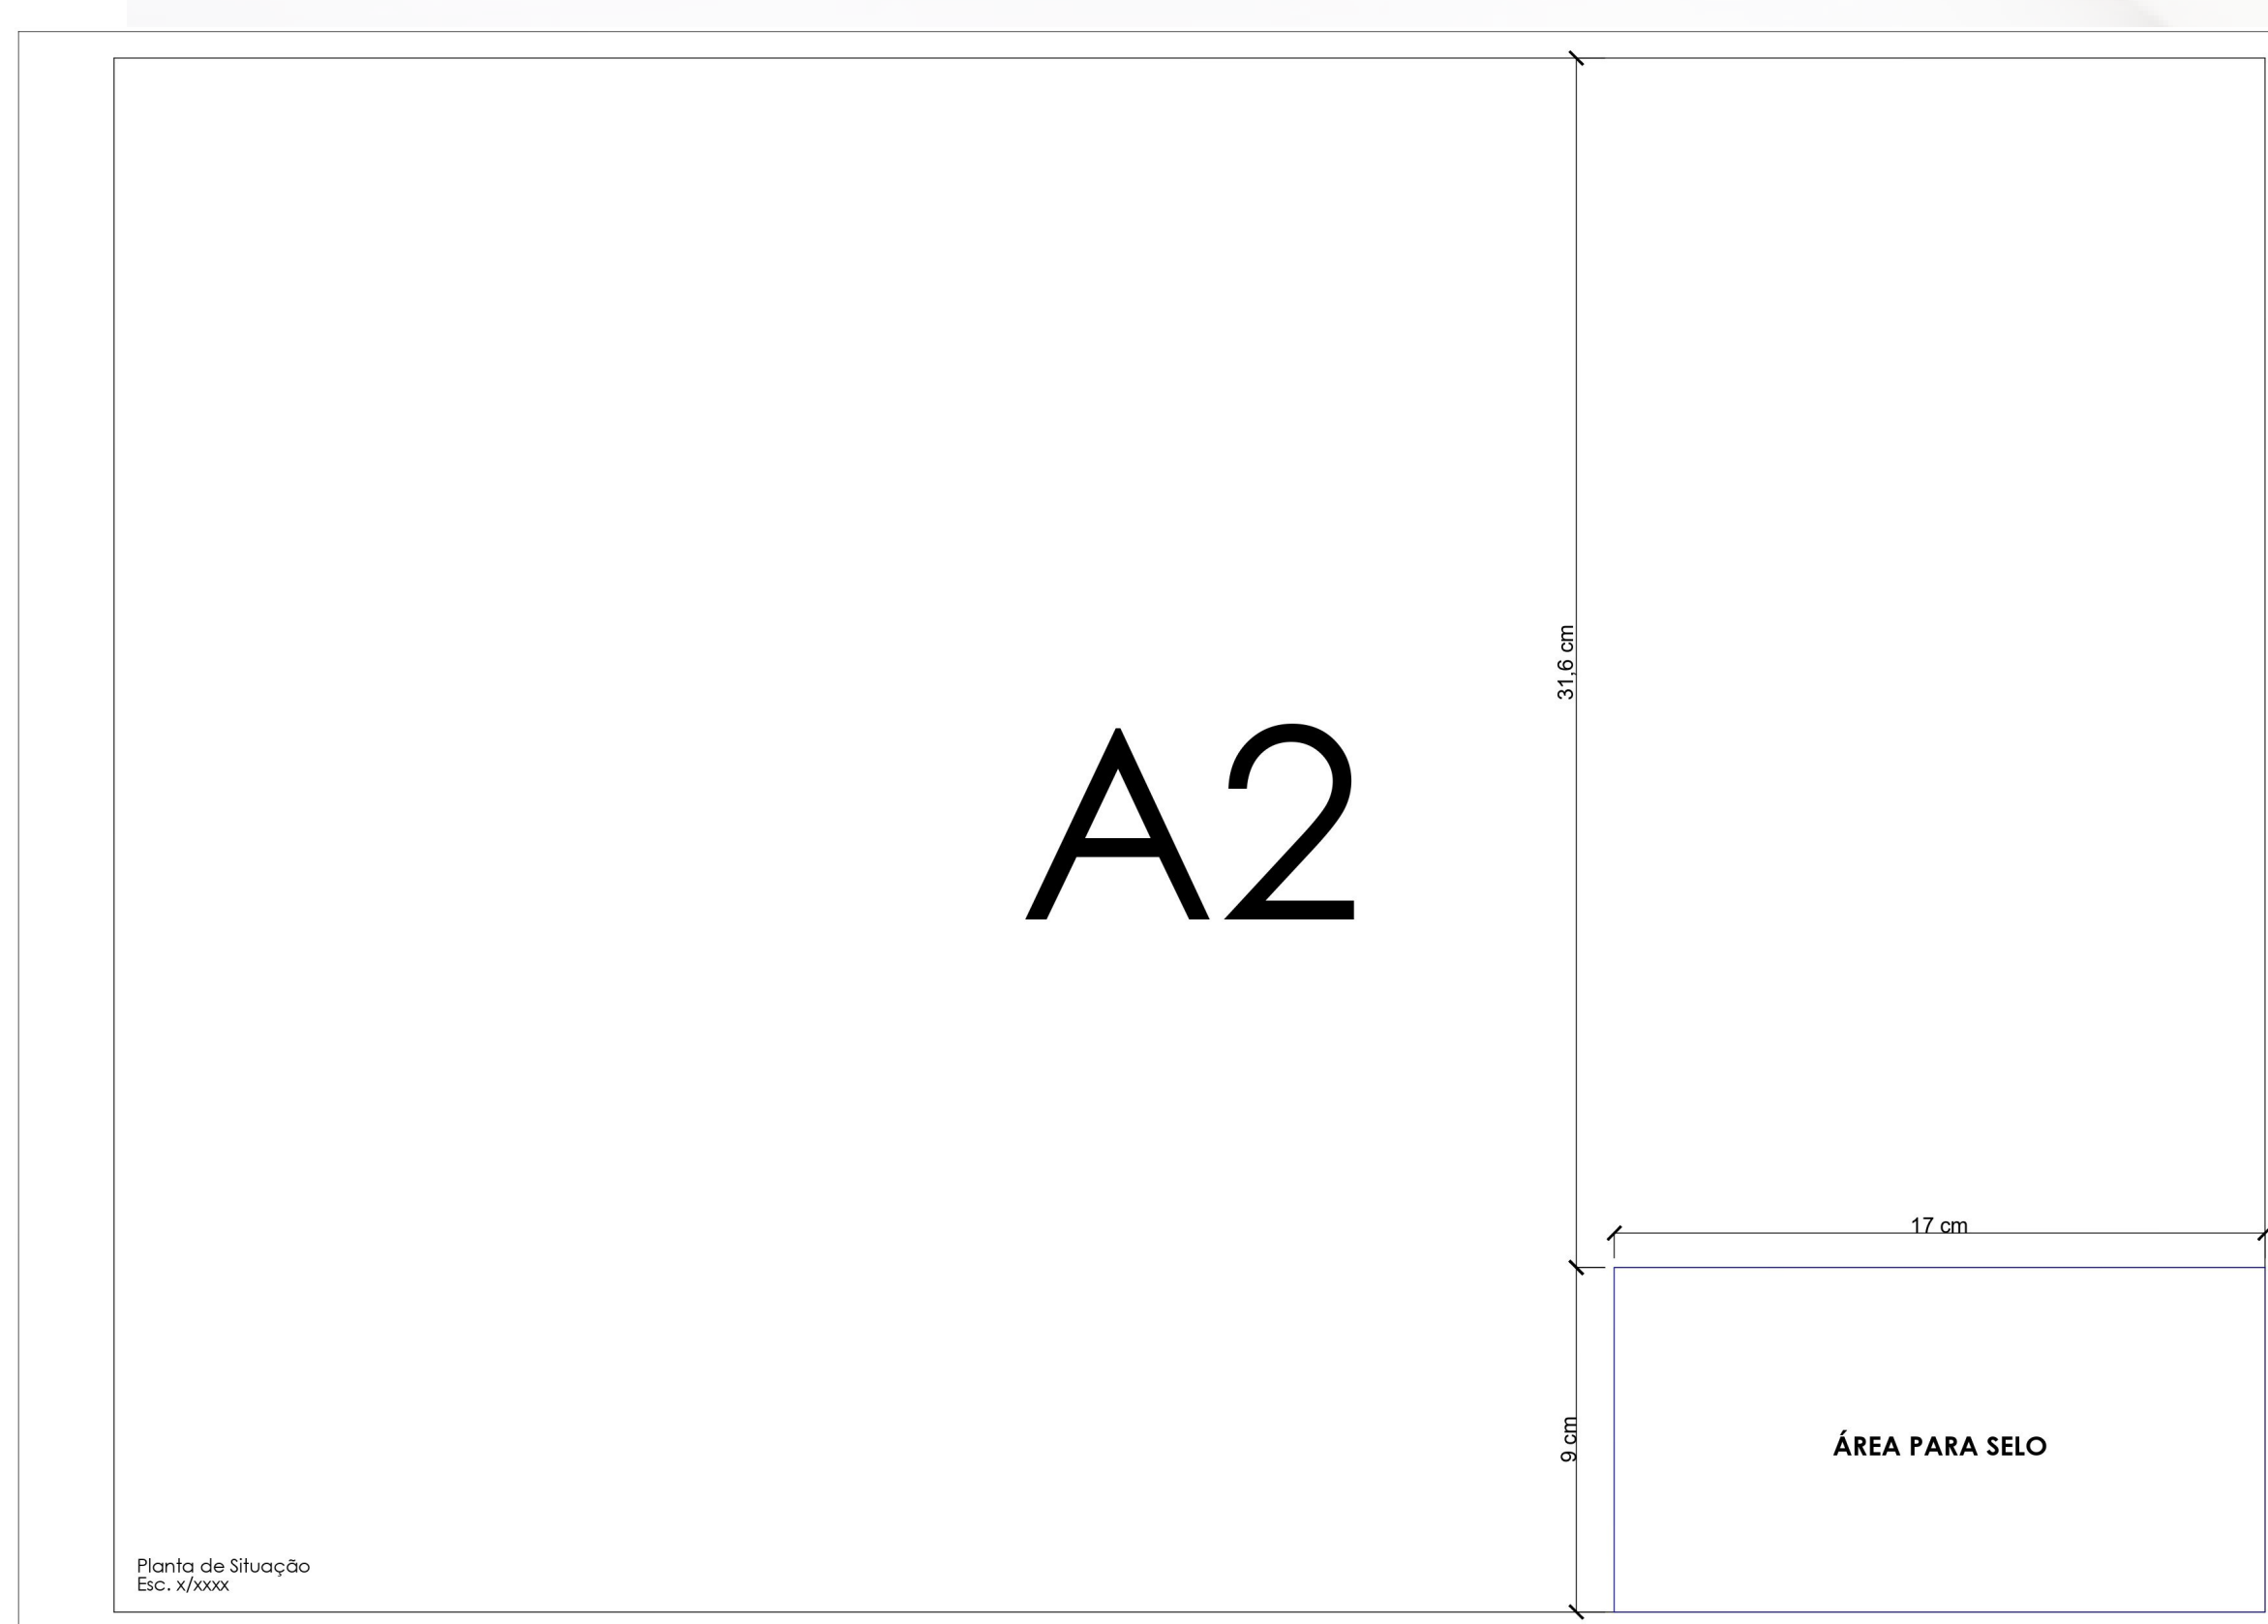 31,6 cm
A2
17 cm
9 cm
ÁREA PARA SELO
Planta de Situação
Esc. x/xxxx